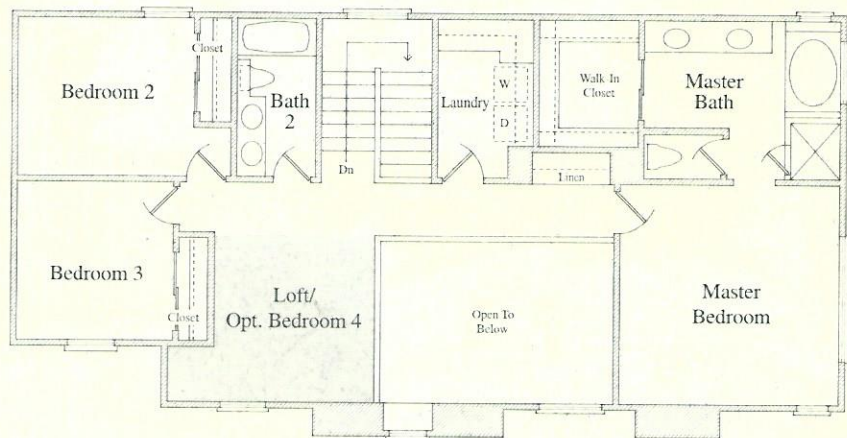 Closet
Bedroom 2
Bath
2
Laundry
W
D
Walk-In
Closet
Master
Bath
Dn
Linen
Bedroom 3
Closet
Loft/
Opt. Bedroom 4
Open To
Below
Master
Bedroom